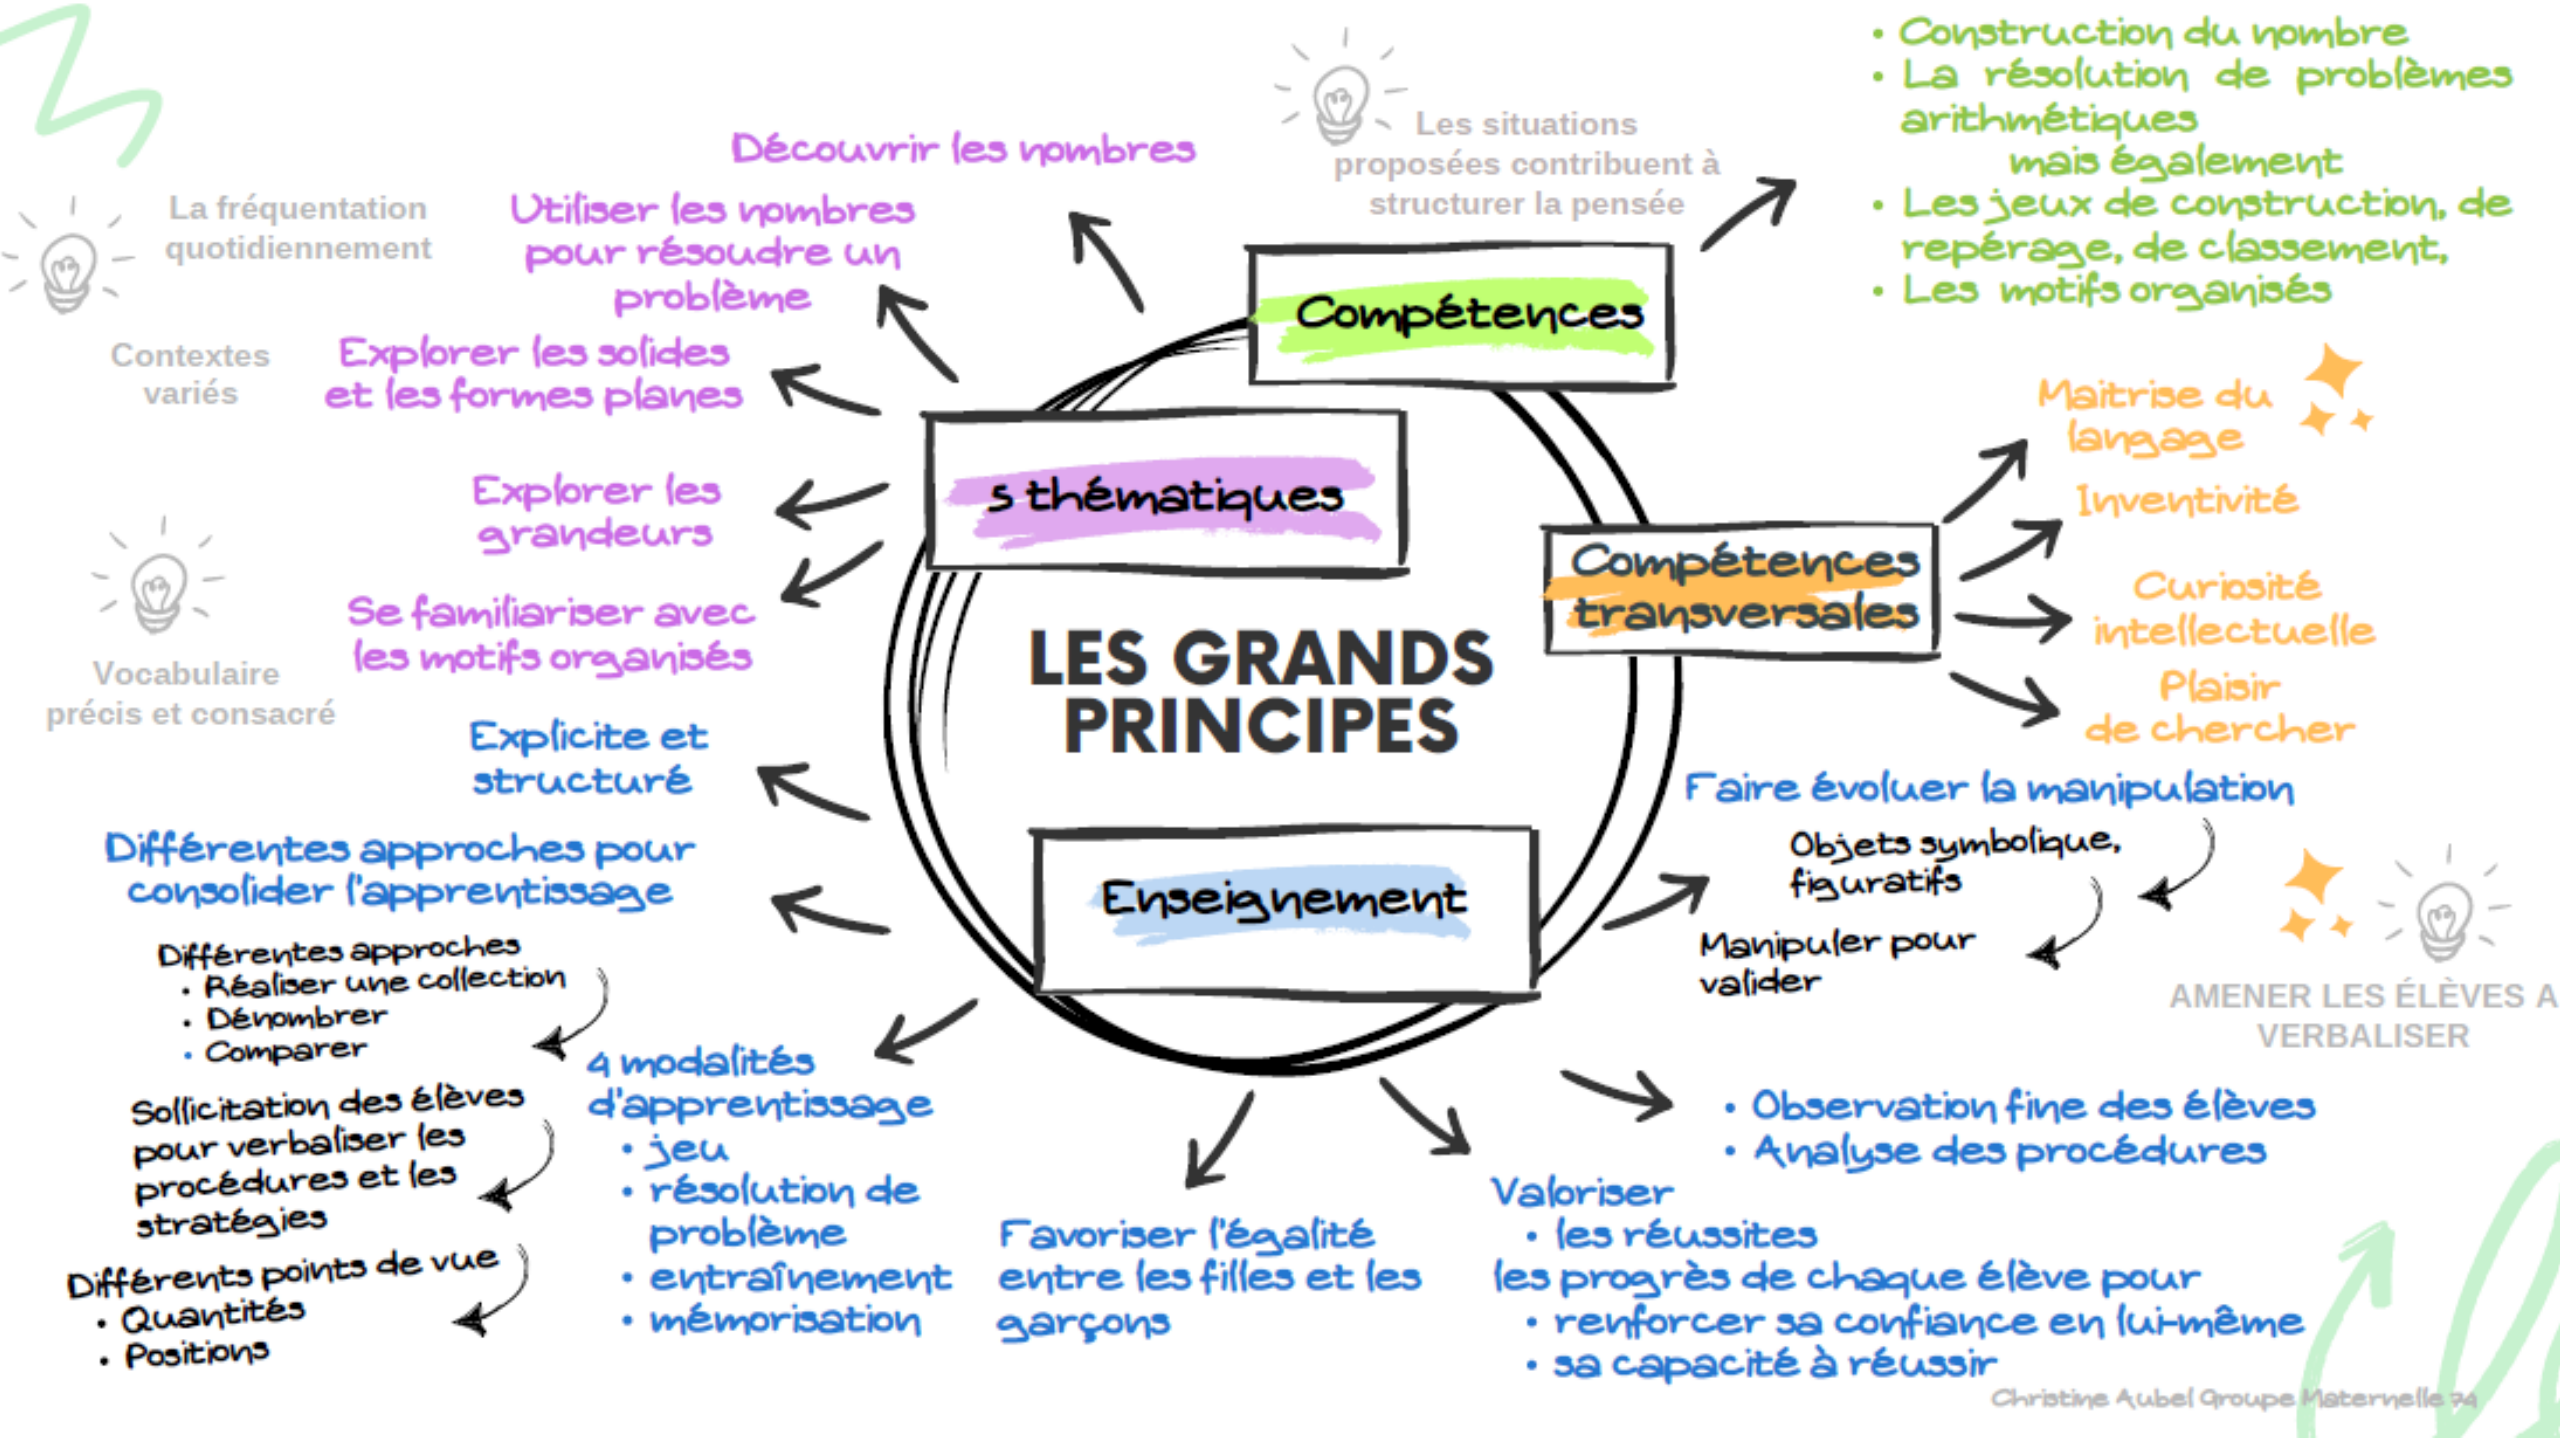 LES GRANDS
PRINCIPES
Compétences
Les situations
proposées contribuent à
structurer la pensée
• Construction du nombre
• La résolution de problèmes
arithmétiques
mais également
• Les jeux de construction, de
repérage, de classement,
• Les motifs organisés
5 thématiques
Découvrir les nombres
Utiliser les nombres
pour résoudre un
problème
Explorer les solides
et les formes planes
Explorer les
grandeurs
Se familiariser avec
les motifs organisés
La fréquentation
quotidiennement
Contextes
variés
Vocabulaire
précis et consacré
Compétences
transversales
Maitrise du
langage
Inventivité
Curiosité
intellectuelle
Plaisir
de chercher
Enseignement
Explicite et
structuré
Différentes approches pour
consolider l'apprentissage
Différentes approches
• Réaliser une collection
• Dénombrer
• Comparer
Sollicitation des élèves
pour verbaliser les
procédures et les
stratégies
Différents points de vue
• Quantités
• Positions
4 modalités
d'apprentissage
• jeu
• résolution de
problème
• entraînement
• mémorisation
Favoriser l'égalité
entre les filles et les
garçons
Valoriser
• les réussites
les progrès de chaque élève pour
• renforcer sa confiance en lui-même
• sa capacité à réussir
• Observation fine des élèves
• Analyse des procédures
Faire évoluer la manipulation
Objets symbolique,
figuratifs
Manipuler pour
valider
AMENER LES ÉLÈVES A
VERBALISER
Christine Aubel Groupe Maternelle 74